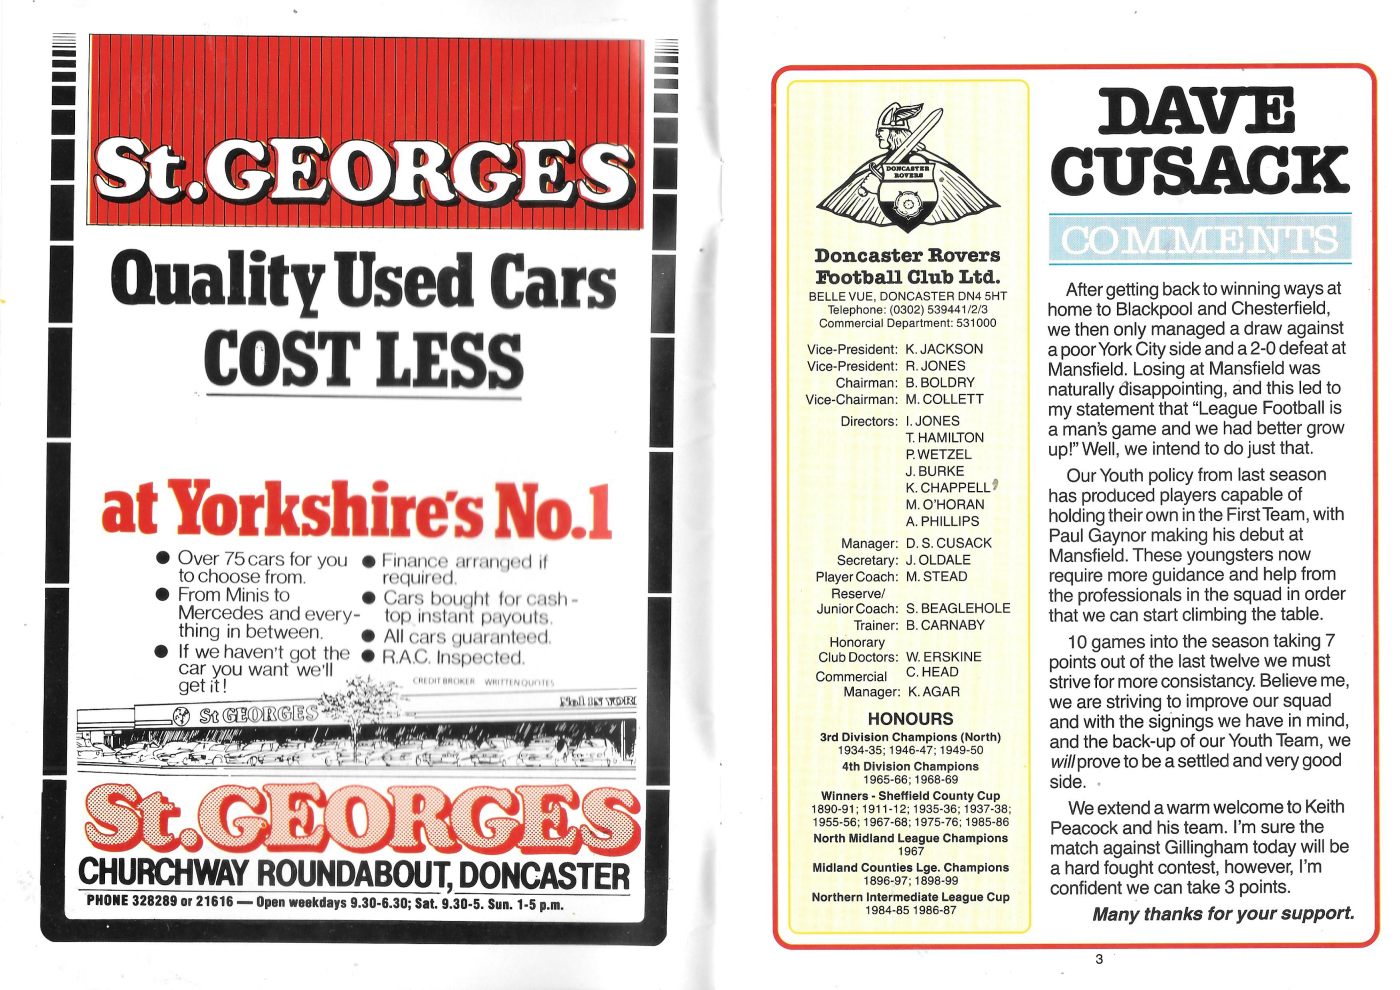 St. GEORGES
Quality Used Cars
COST LESS
at Yorkshire's No.1
● Over 75 cars for you
to choose from.
● From Minis to
Mercedes and every-
thing in between.
● If we haven't got the
car you want we'll
get it!
● Finance arranged if
required.
● Cars bought for cash -
top instant payouts.
● All cars guaranteed.
● R.A.C. Inspected.
CREDIT BROKER WRITTEN QUOTES
St GEORGES
No.1 IN YORK
St. GEORGES
CHURCHWAY ROUNDABOUT, DONCASTER
PHONE 328289 or 21616 — Open weekdays 9.30-6.30; Sat. 9.30-5. Sun. 1-5 p.m.
DONCASTER
ROVERS
Doncaster Rovers
Football Club Ltd.
BELLE VUE, DONCASTER DN4 5HT
Telephone: (0302) 539441/2/3
Commercial Department: 531000
Vice-President: K. JACKSON
Vice-President: R. JONES
Chairman: B. BOLDRY
Vice-Chairman: M. COLLETT
Directors: I. JONES
T. HAMILTON
P. WETZEL
J. BURKE
K. CHAPPELL
M. O'HORAN
A. PHILLIPS
Manager: D. S. CUSACK
Secretary: J. OLDALE
Player Coach: M. STEAD
Reserve/
Junior Coach: S. BEAGLEHOLE
Trainer: B. CARNABY
Honorary
Club Doctors: W. ERSKINE
C. HEAD
Commercial
Manager: K. AGAR
HONOURS
3rd Division Champions (North)
1934-35; 1946-47; 1949-50
4th Division Champions
1965-66; 1968-69
Winners - Sheffield County Cup
1890-91; 1911-12; 1935-36; 1937-38;
1955-56; 1967-68; 1975-76; 1985-86
North Midland League Champions
1967
Midland Counties Lge. Champions
1896-97; 1898-99
Northern Intermediate League Cup
1984-85 1986-87
DAVE
CUSACK
COMMENTS
After getting back to winning ways at
home to Blackpool and Chesterfield,
we then only managed a draw against
a poor York City side and a 2-0 defeat at
Mansfield. Losing at Mansfield was
naturally disappointing, and this led to
my statement that "League Football is
a man's game and we had better grow
up!" Well, we intend to do just that.
Our Youth policy from last season
has produced players capable of
holding their own in the First Team, with
Paul Gaynor making his debut at
Mansfield. These youngsters now
require more guidance and help from
the professionals in the squad in order
that we can start climbing the table.
10 games into the season taking 7
points out of the last twelve we must
strive for more consistancy. Believe me,
we are striving to improve our squad
and with the signings we have in mind,
and the back-up of our Youth Team, we
will prove to be a settled and very good
side.
We extend a warm welcome to Keith
Peacock and his team. I'm sure the
match against Gillingham today will be
a hard fought contest, however, I'm
confident we can take 3 points.
Many thanks for your support.
3